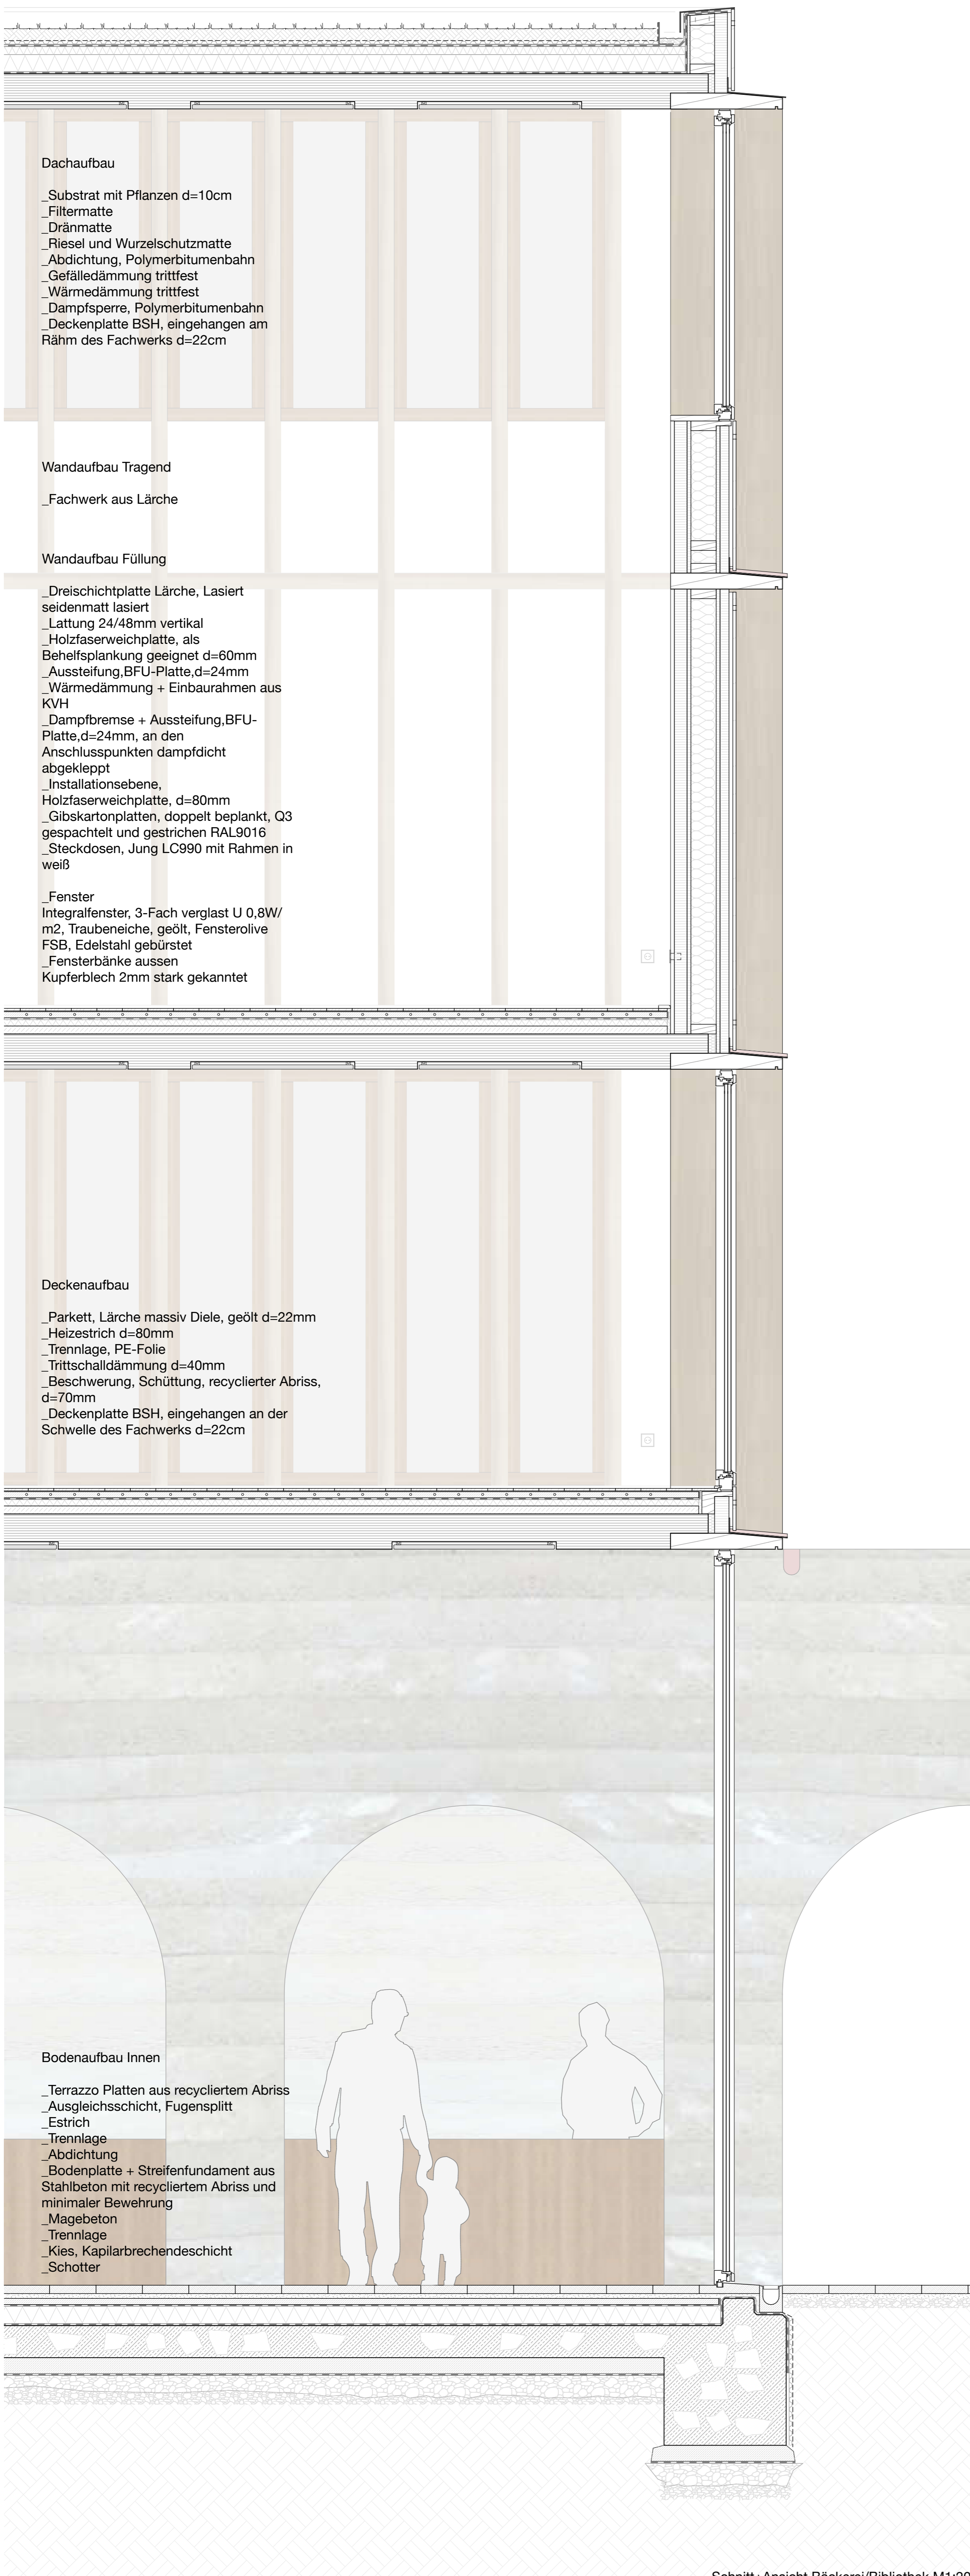 Dachaufbau
_Substrat mit Pflanzen d=10cm
_Filtermatte
_Dränmatte
_Riesel und Wurzelschutzmatte
_Abdichtung, Polymerbitumenbahn
_Gefälledämmung trittfest
_Wärmedämmung trittfest
_Dampfsperre, Polymerbitumenbahn
_Deckenplatte BSH, eingehangen am
Rähm des Fachwerks d=22cm
Wandaufbau Tragend
_Fachwerk aus Lärche
Wandaufbau Füllung
_Dreischichtplatte Lärche, Lasiert
seidenmatt lasiert
_Lattung 24/48mm vertikal
_Holzfaserweichplatte, als
Behelfsplankung geeignet d=60mm
_Aussteifung,BFU-Platte,d=24mm
_Wärmedämmung + Einbaurahmen aus
KVH
_Dampfbremse + Aussteifung,BFU-
Platte,d=24mm, an den
Anschlusspunkten dampfdicht
abgekleppt
_Installationsebene,
Holzfaserweichplatte, d=80mm
_Gibskartonplatten, doppelt beplankt, Q3
gespachtelt und gestrichen RAL9016
_Steckdosen, Jung LC990 mit Rahmen in
weiß
_Fenster
Integralfenster, 3-Fach verglast U 0,8W/
m2, Traubeneiche, geölt, Fensterolive
FSB, Edelstahl gebürstet
_Fensterbänke aussen
Kupferblech 2mm stark gekanntet
Deckenaufbau
_Parkett, Lärche massiv Diele, geölt d=22mm
_Heizestrich d=80mm
_Trennlage, PE-Folie
_Trittschalldämmung d=40mm
_Beschwerung, Schüttung, recyclierter Abriss,
d=70mm
_Deckenplatte BSH, eingehangen an der
Schwelle des Fachwerks d=22cm
Bodenaufbau Innen
_Terrazzo Platten aus recycliertem Abriss
_Ausgleichsschicht, Fugensplitt
_Estrich
_Trennlage
_Abdichtung
_Bodenplatte + Streifenfundament aus
Stahlbeton mit recycliertem Abriss und
minimaler Bewehrung
_Magebeton
_Trennlage
_Kies, Kapilarbrechendeschicht
_Schotter
Schnitt+Ansicht Bäckerei/Bibliothek